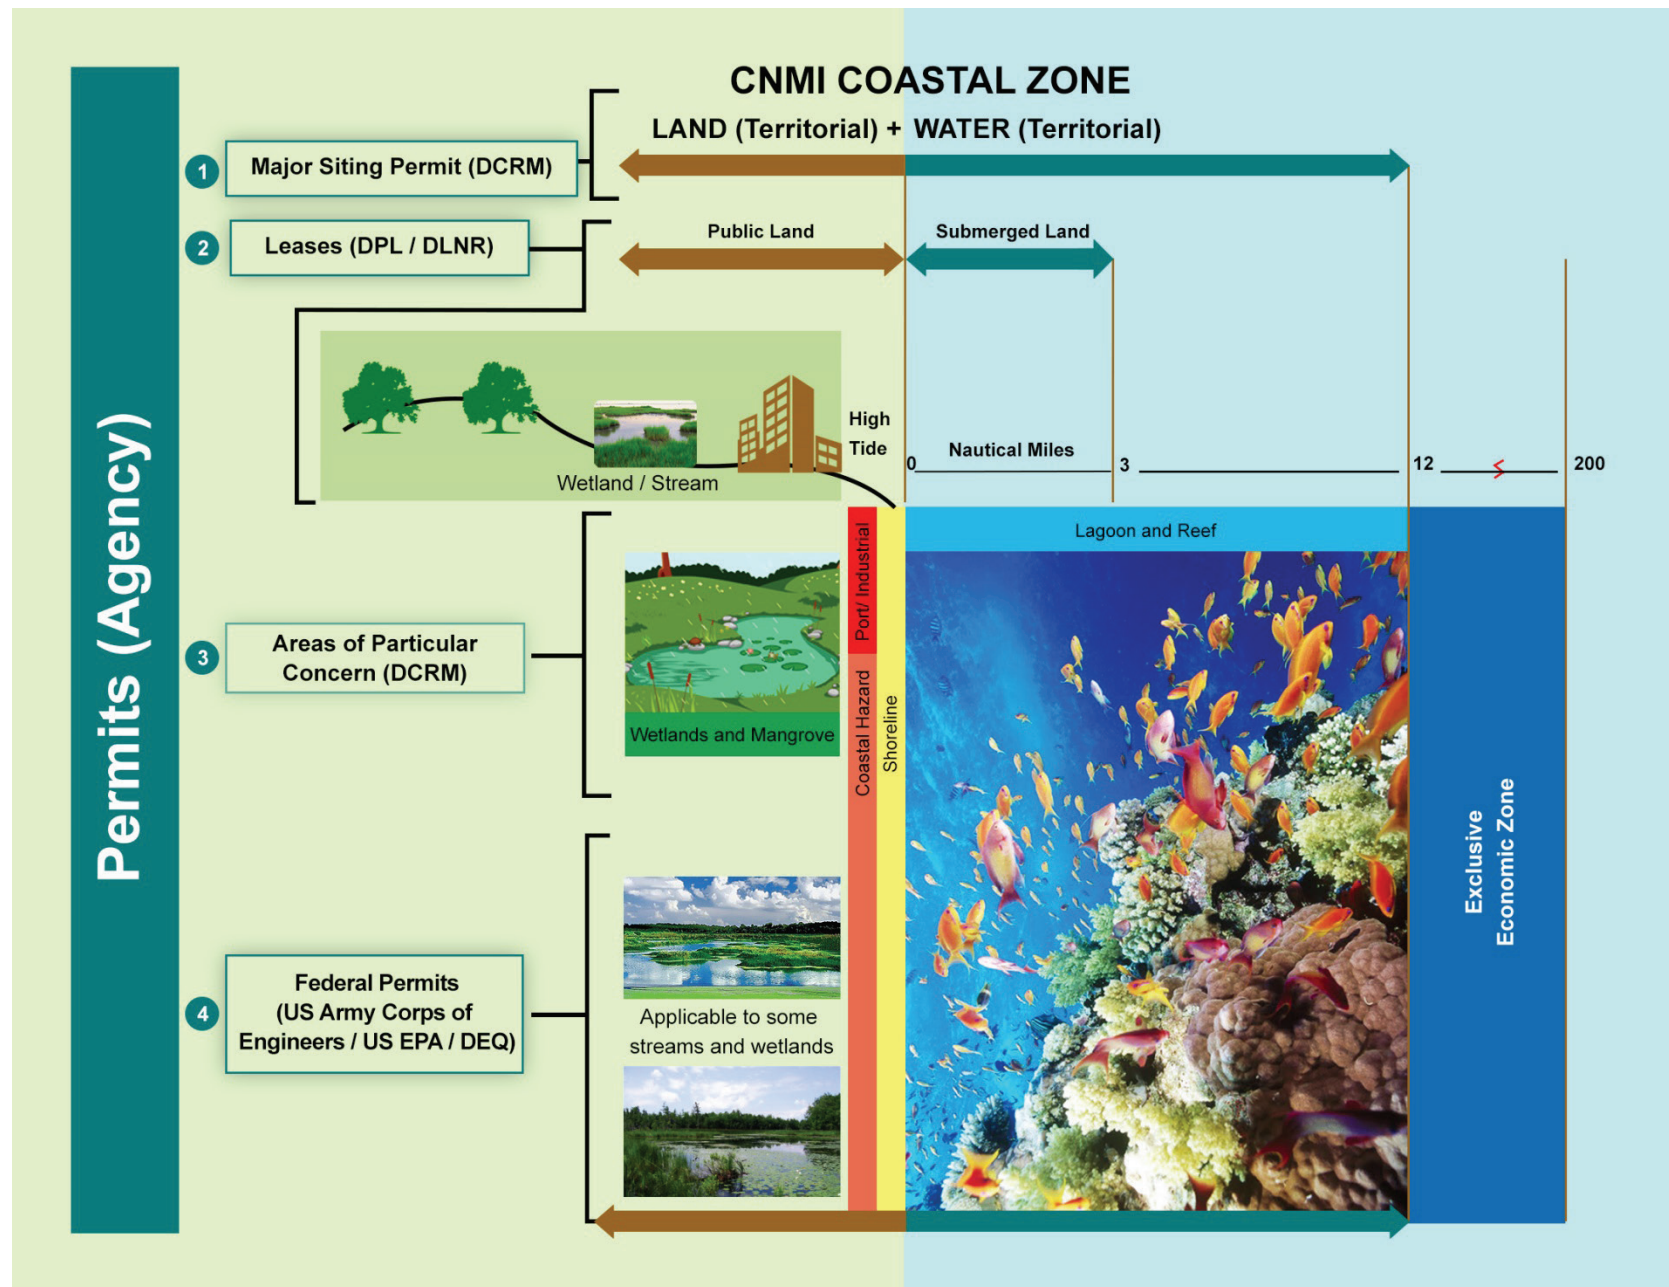 CNMI COASTAL ZONE
LAND (Territorial) + WATER (Territorial)
Permits (Agency)
1
Major Siting Permit (DCRM)
2
Leases (DPL / DLNR)
Public Land
Submerged Land
High
Tide
0
Nautical Miles
3
12
200
Wetland / Stream
Lagoon and Reef
Port/ Industrial
Coastal Hazard
Shoreline
3
Areas of Particular
Concern (DCRM)
Wetlands and Mangrove
Exclusive
Economic Zone
4
Federal Permits
(US Army Corps of
Engineers / US EPA / DEQ)
Applicable to some
streams and wetlands